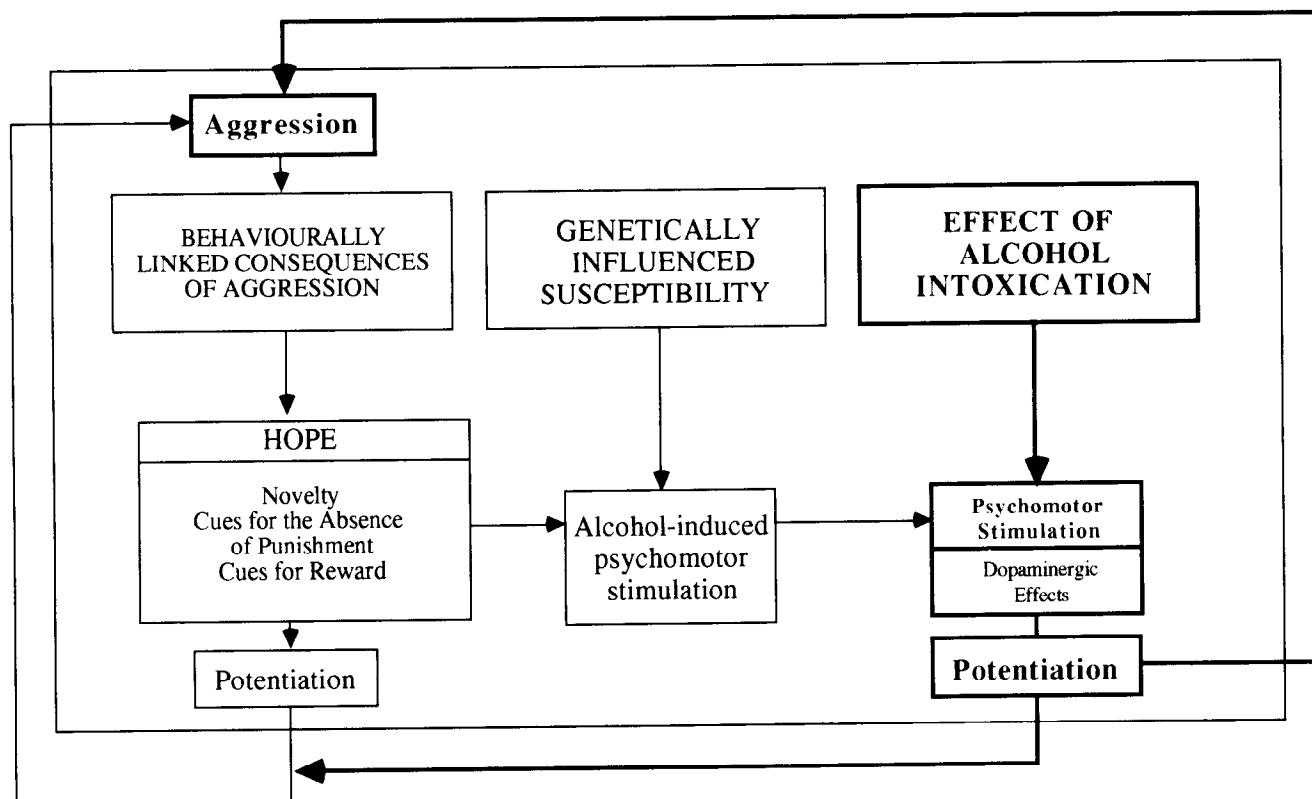 Aggression
BEHAVIOURALLY
LINKED CONSEQUENCES
OF AGGRESSION
GENETICALLY
INFLUENCED
SUSCEPTIBILITY
EFFECT OF
ALCOHOL
INTOXICATION
HOPE
Novelty
Cues for the Absence
of Punishment
Cues for Reward
Alcohol-induced
psychomotor
stimulation
Psychomotor
Stimulation
Dopaminergic
Effects
Potentiation
Potentiation